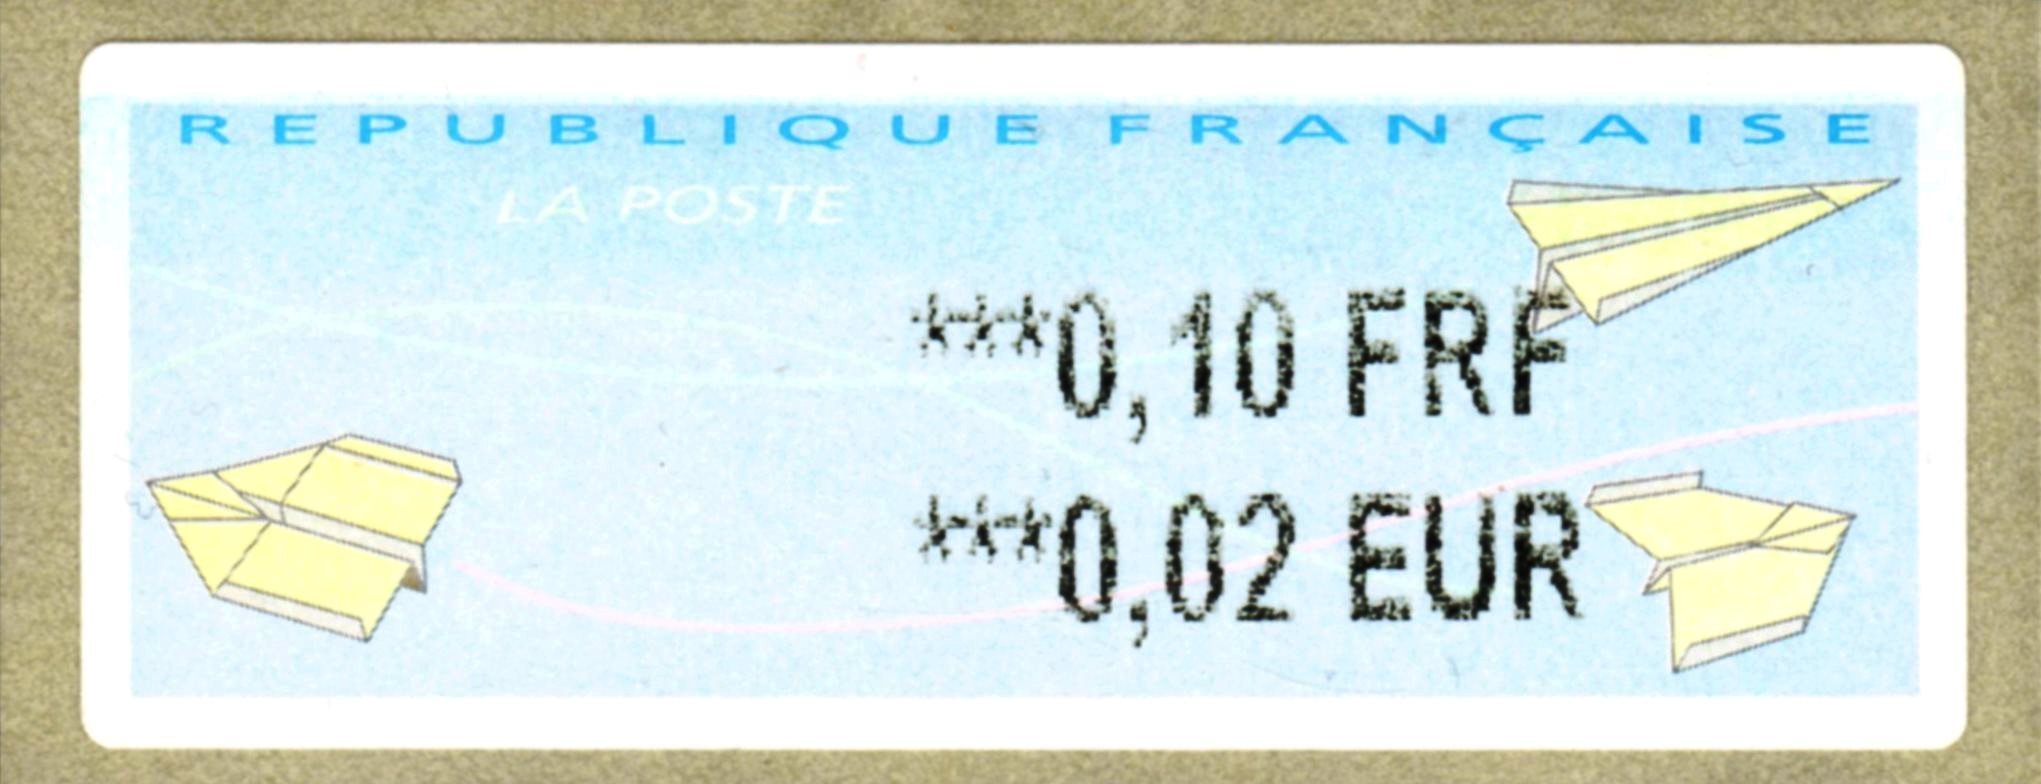 REPUBLIQUE FRANÇAISE
LA POSTE
***0,10 FRF
***0,02 EUR